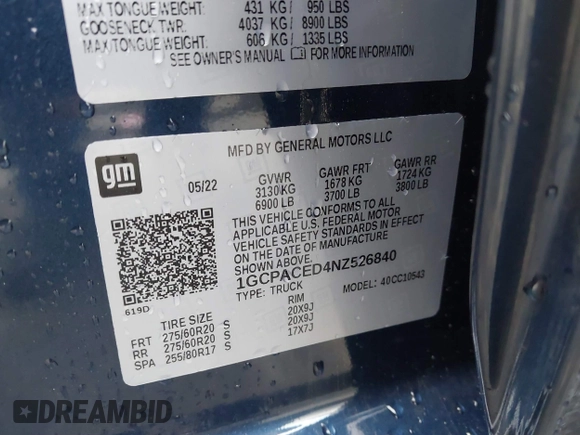 MAX TONGUE WEIGHT: 431 KG / 950 LBS
GOOSENECK TWR: 4037 KG / 8900 LBS
MAX TONGUE WEIGHT: 606 KG / 1335 LBS
SEE OWNER'S MANUAL FOR MORE INFORMATION
MFD BY GENERAL MOTORS LLC
gm
05/22 GVWR GAWR FRT GAWR RR
3130 KG 1678 KG 1724 KG
6900 LB 3700 LB 3800 LB
THIS VEHICLE CONFORMS TO ALL
APPLICABLE U.S. FEDERAL MOTOR
VEHICLE SAFETY STANDARDS IN EFFECT
ON THE DATE OF MANUFACTURE
SHOWN ABOVE.
1GCPACED4NZ526840
TYPE: TRUCK MODEL: 40CC10543
619D
TIRE SIZE RIM
FRT 275/60R20 S 20X9J
RR 275/60R20 S 20X9J
SPA 255/80R17 S 17X7J
DREAMBID